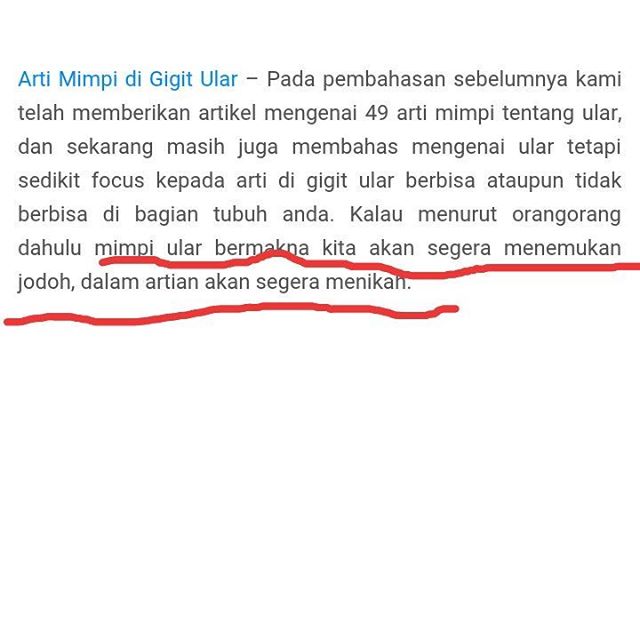 Arti Mimpi di Gigit Ular – Pada pembahasan sebelumnya kami
telah memberikan artikel mengenai 49 arti mimpi tentang ular,
dan sekarang masih juga membahas mengenai ular tetapi
sedikit focus kepada arti di gigit ular berbisa ataupun tidak
berbisa di bagian tubuh anda. Kalau menurut orangorang
dahulu mimpi ular bermakna kita akan segera menemukan
jodoh, dalam artian akan segera menikah.